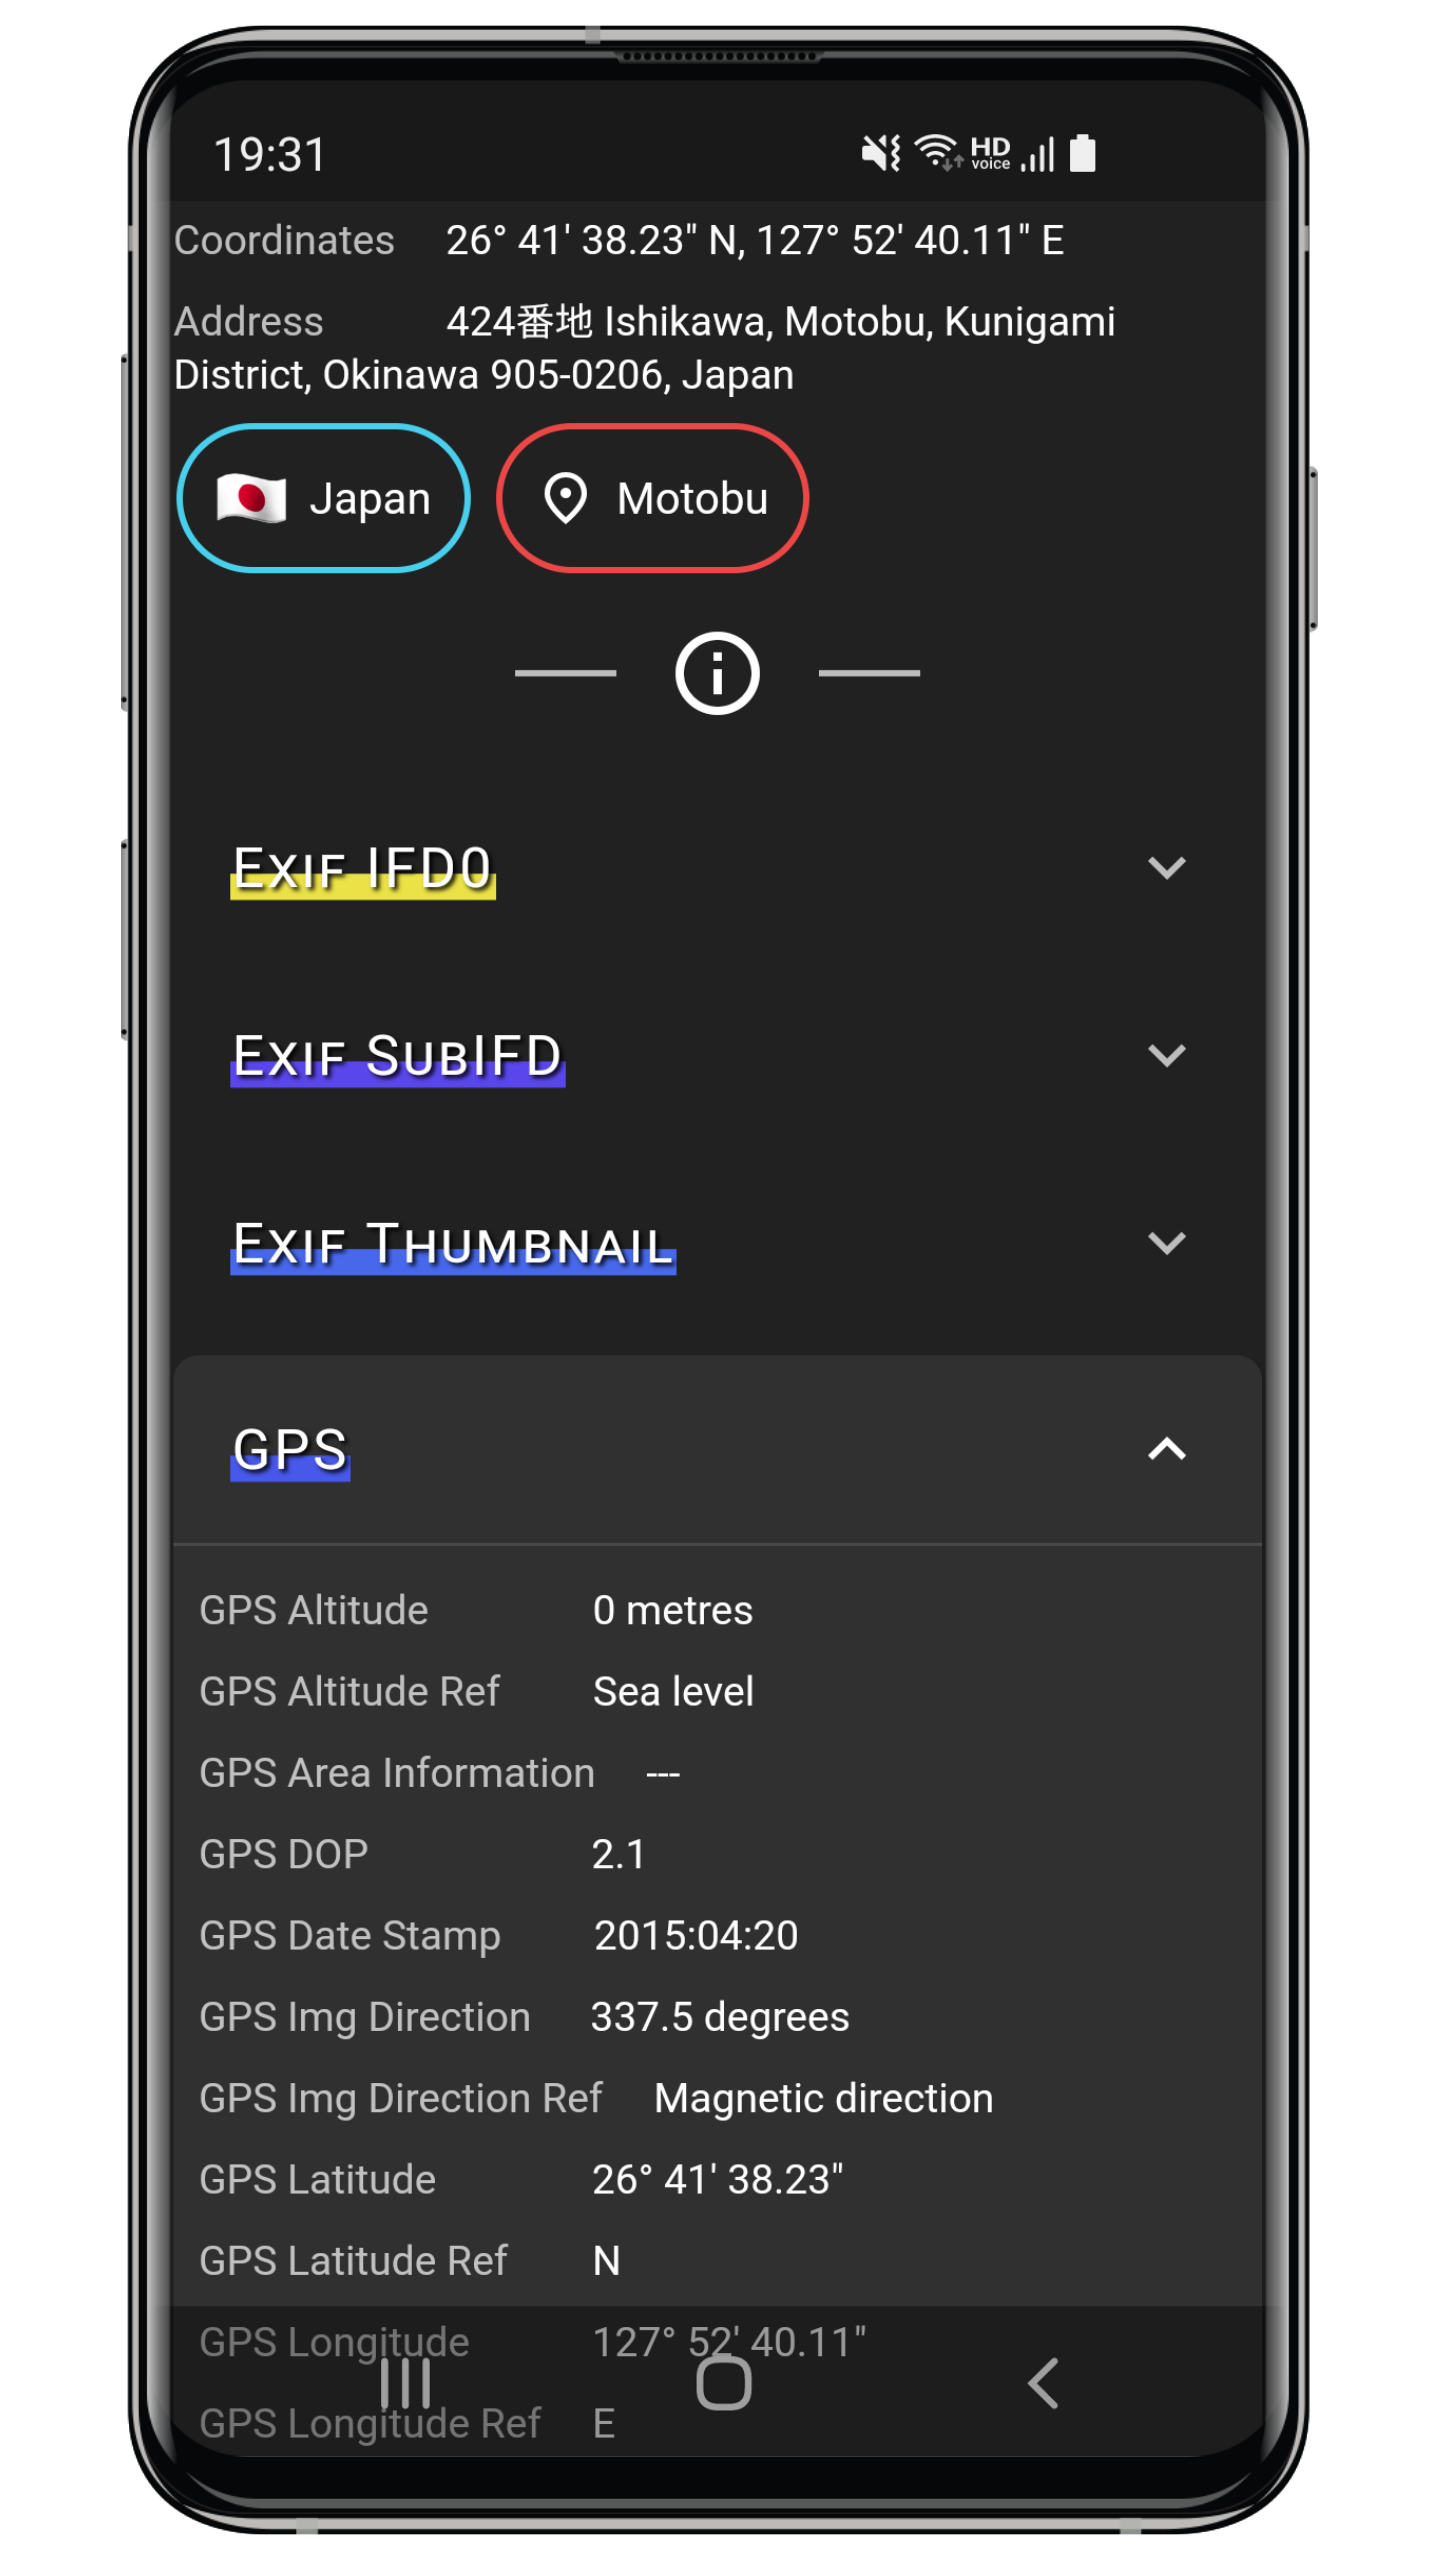 19:31 HD voice
Coordinates 26° 41' 38.23" N, 127° 52' 40.11" E
Address 424番地 Ishikawa, Motobu, Kunigami
District, Okinawa 905-0206, Japan
Japan Motobu
Exif IFD0
Exif SubIFD
Exif Thumbnail
GPS
GPS Altitude 0 metres
GPS Altitude Ref Sea level
GPS Area Information ---
GPS DOP 2.1
GPS Date Stamp 2015:04:20
GPS Img Direction 337.5 degrees
GPS Img Direction Ref Magnetic direction
GPS Latitude 26° 41' 38.23"
GPS Latitude Ref N
GPS Longitude 127° 52' 40.11"
GPS Longitude Ref E